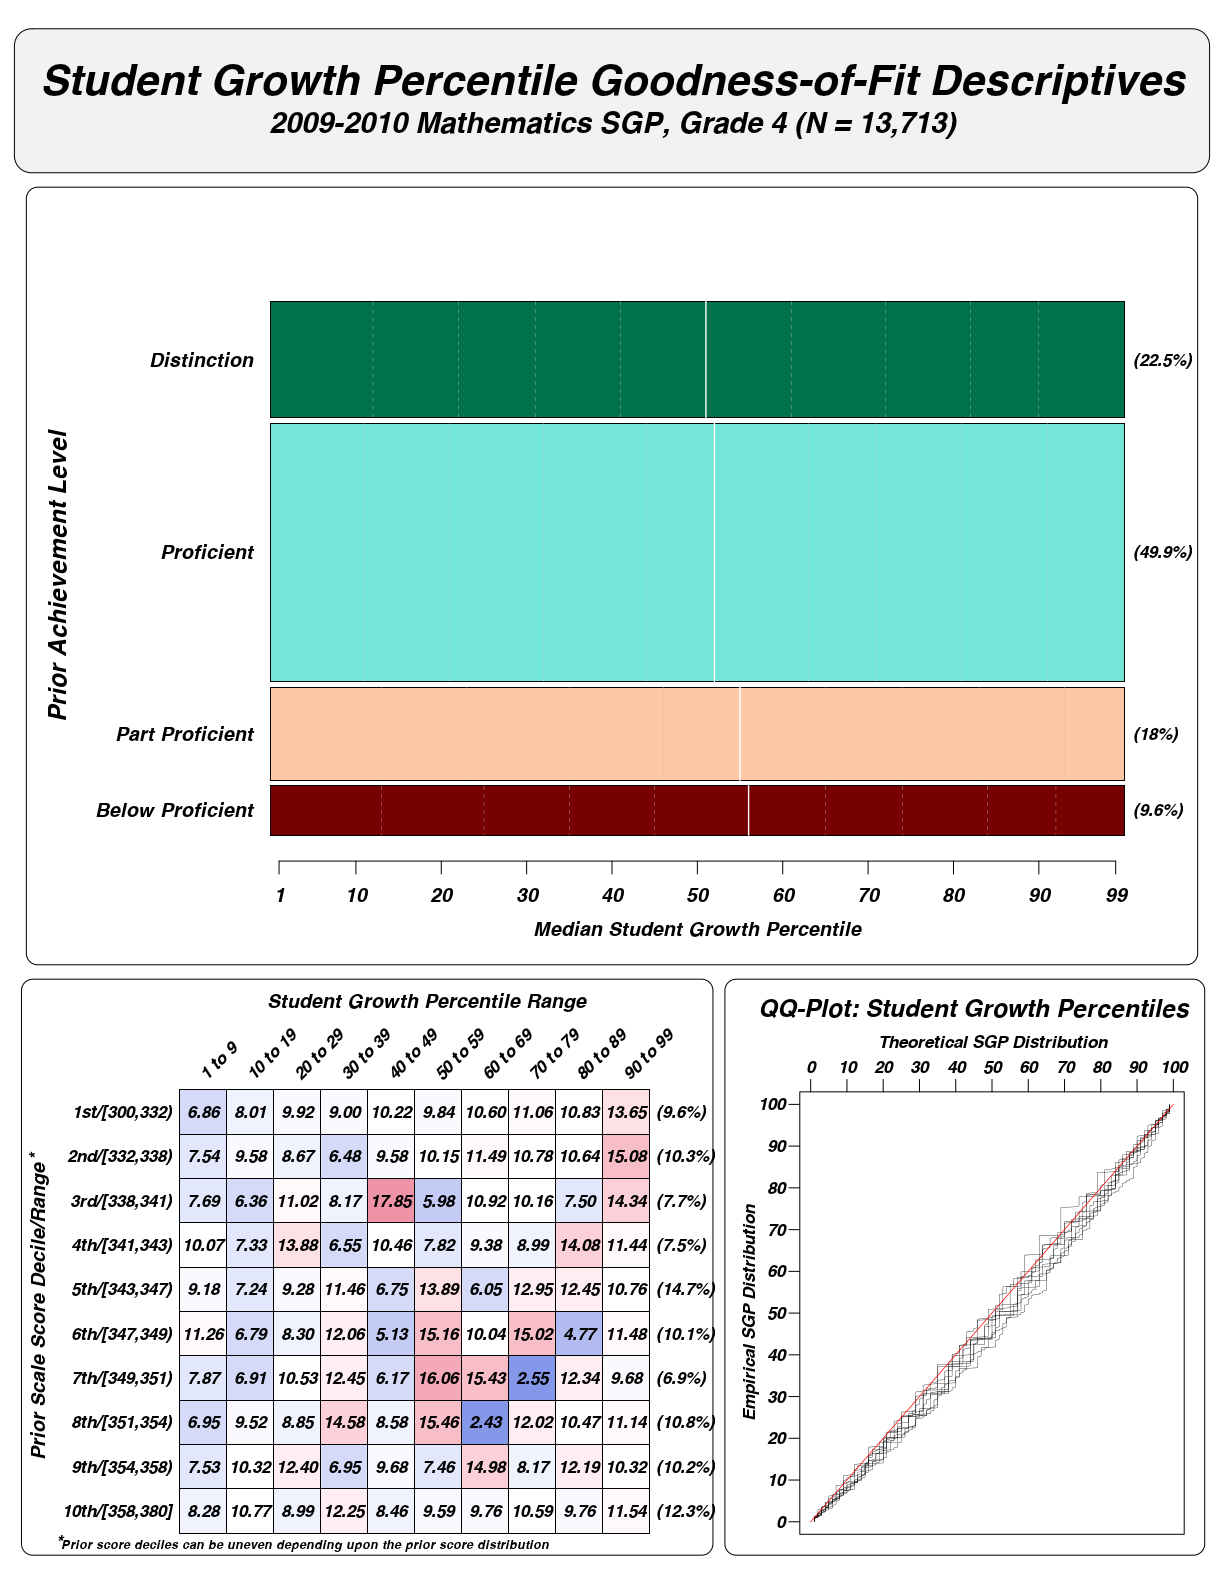 Student Growth Percentile Goodness-of-Fit Descriptives
2009-2010 Mathematics SGP, Grade 4 (N = 13,713)
Prior Achievement Level
Distinction (22.5%)
Proficient (49.9%)
Part Proficient (18%)
Below Proficient (9.6%)
1 10 20 30 40 50 60 70 80 90 99
Median Student Growth Percentile
Student Growth Percentile Range
1 to 9 10 to 19 20 to 29 30 to 39 40 to 49 50 to 59 60 to 69 70 to 79 80 to 89 90 to 99
Prior Scale Score Decile/Range*
1st/[300,332) 6.86 8.01 9.92 9.00 10.22 9.84 10.60 11.06 10.83 13.65 (9.6%)
2nd/[332,338) 7.54 9.58 8.67 6.48 9.58 10.15 11.49 10.78 10.64 15.08 (10.3%)
3rd/[338,341) 7.69 6.36 11.02 8.17 17.85 5.98 10.92 10.16 7.50 14.34 (7.7%)
4th/[341,343) 10.07 7.33 13.88 6.55 10.46 7.82 9.38 8.99 14.08 11.44 (7.5%)
5th/[343,347) 9.18 7.24 9.28 11.46 6.75 13.89 6.05 12.95 12.45 10.76 (14.7%)
6th/[347,349) 11.26 6.79 8.30 12.06 5.13 15.16 10.04 15.02 4.77 11.48 (10.1%)
7th/[349,351) 7.87 6.91 10.53 12.45 6.17 16.06 15.43 2.55 12.34 9.68 (6.9%)
8th/[351,354) 6.95 9.52 8.85 14.58 8.58 15.46 2.43 12.02 10.47 11.14 (10.8%)
9th/[354,358) 7.53 10.32 12.40 6.95 9.68 7.46 14.98 8.17 12.19 10.32 (10.2%)
10th/[358,380] 8.28 10.77 8.99 12.25 8.46 9.59 9.76 10.59 9.76 11.54 (12.3%)
*Prior score deciles can be uneven depending upon the prior score distribution
QQ-Plot: Student Growth Percentiles
Theoretical SGP Distribution
0 10 20 30 40 50 60 70 80 90 100
Empirical SGP Distribution
100
90
80
70
60
50
40
30
20
10
0